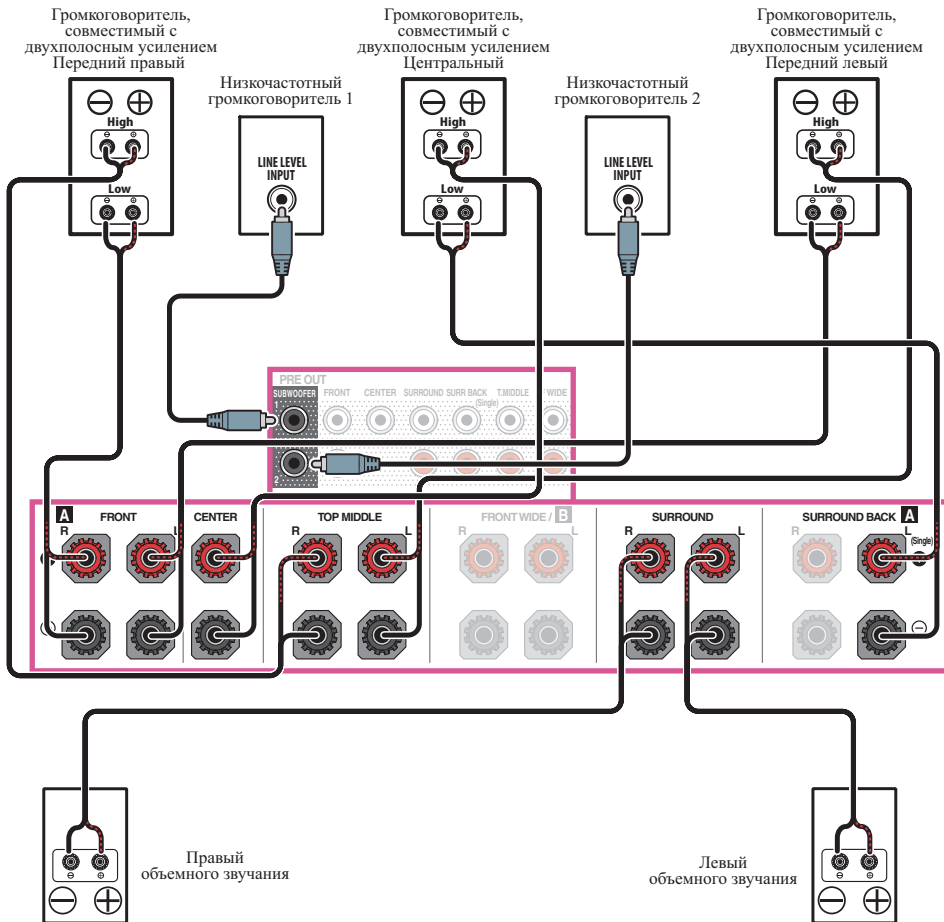 Громкоговоритель,
совместимый с
двухполосным усилением
Передний правый
Громкоговоритель,
совместимый с
двухполосным усилением
Центральный
Громкоговоритель,
совместимый с
двухполосным усилением
Передний левый
Низкочастотный
громкоговоритель 1
Низкочастотный
громкоговоритель 2
High
Low
LINE LEVEL
INPUT
High
Low
LINE LEVEL
INPUT
High
Low
PRE OUT
SUBWOOFER FRONT CENTER SURROUND SURR BACK T.MIDDLE WIDE
(Single)
1
2
A FRONT CENTER TOP MIDDLE FRONT WIDE / B SURROUND SURROUND BACK A
R L R L R L R L R L
(Single)
Правый
объемного звучания
Левый
объемного звучания